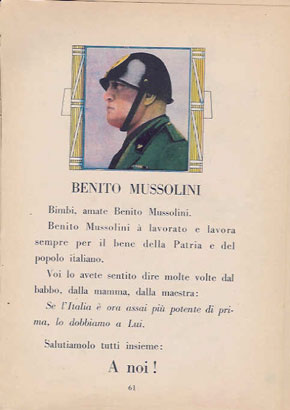 BENITO MUSSOLINI
Bimbi, amate Benito Mussolini.
Benito Mussolini à lavorato e lavora
sempre per il bene della Patria e del
popolo italiano.
Voi lo avete sentito dire molte volte dal
babbo, dalla mamma, dalla maestra:
Se l'Italia è ora assai più potente di pri-
ma, lo dobbiamo a Lui.
Salutiamolo tutti insieme:
A noi!
61